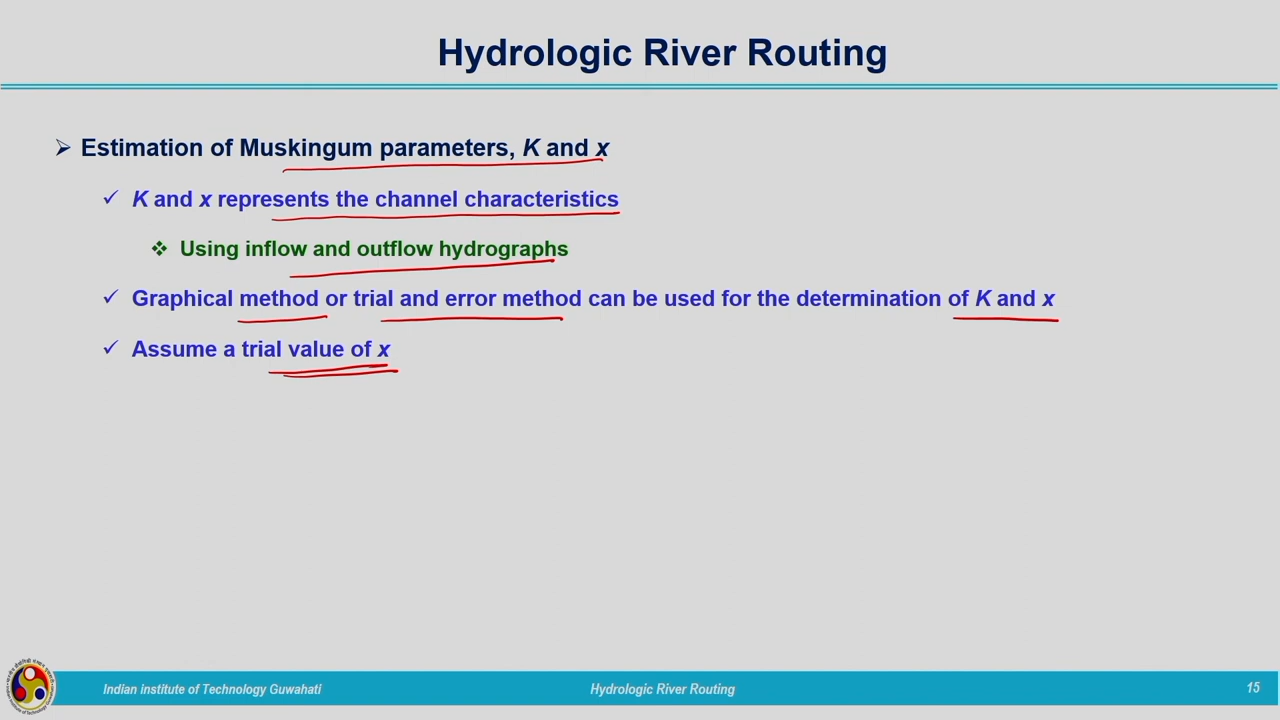 Hydrologic River Routing
Estimation of Muskingum parameters, K and x
K and x represents the channel characteristics
Using inflow and outflow hydrographs
Graphical method or trial and error method can be used for the determination of K and x
Assume a trial value of x
Indian institute of Technology Guwahati
Hydrologic River Routing
15